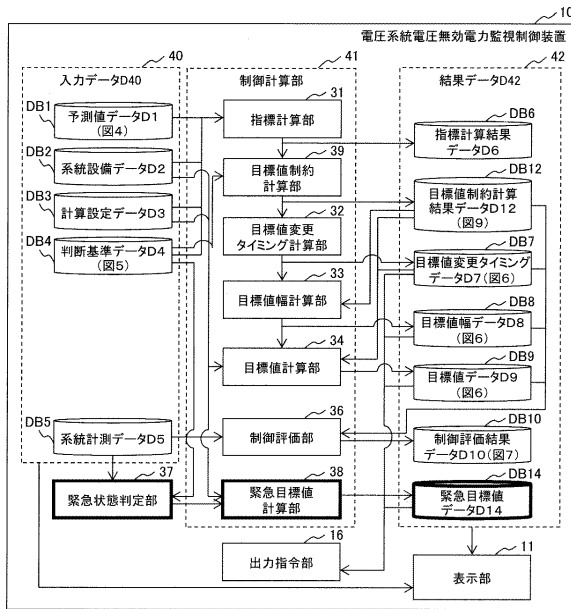 10
電圧系統電圧無効電力監視制御装置
40
41
42
入力データD40
制御計算部
結果データD42
DB1
予測値データD1
(図4)
DB2
系統設備データD2
DB3
計算設定データD3
DB4
判断基準データD4
(図5)
DB5
系統計測データD5
37
緊急状態判定部
31
指標計算部
39
目標値制約
計算部
32
目標値変更
タイミング計算部
33
目標値幅計算部
34
目標値計算部
36
制御評価部
38
緊急目標値
計算部
16
出力指令部
DB6
指標計算結果
データD6
DB12
目標値制約計算
結果データD12
(図9)
DB7
目標値変更タイミング
データD7(図6)
DB8
目標値幅データD8
(図6)
DB9
目標データD9
(図6)
DB10
制御評価結果
データD10(図7)
DB14
緊急目標値
データD14
11
表示部